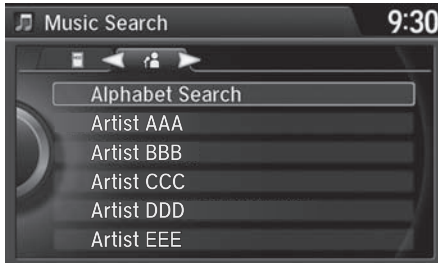 Music Search
9:30
Alphabet Search
Artist AAA
Artist BBB
Artist CCC
Artist DDD
Artist EEE